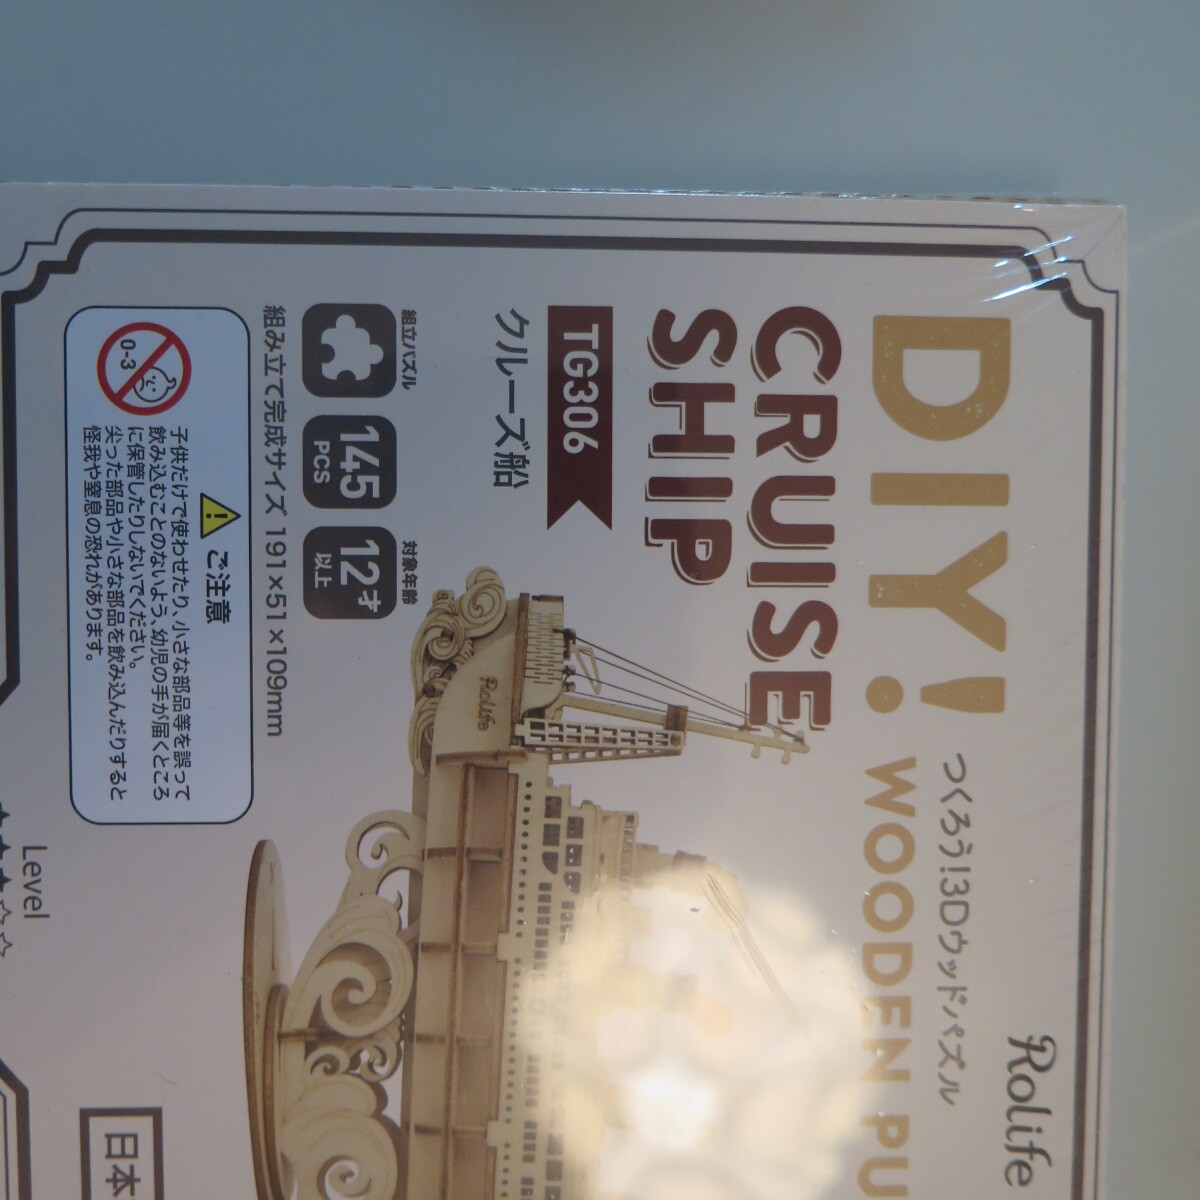 Rolife
つくろう!3Dウッドパズル
DIY! WOODEN PU
CRUISE
SHIP
TG306
クルーズ船
組立パズル
145
PCS
対象年齢
12才
以上
組み立て完成サイズ 191×51×109mm
Rolife
0-3
ご注意
子供だけで使わせたり、小さな部品等を誤って
飲み込むことのないよう、幼児の手が届くところ
に保管したりしないでください。
尖った部品や小さな部品を飲み込んだりすると
怪我や窒息の恐れがあります。
Level
★★★☆☆
日本